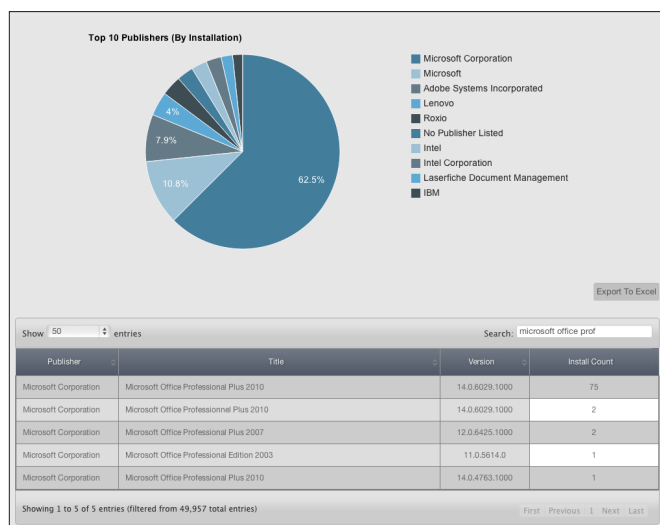 Top 10 Publishers (By Installation)
62.5%
10.8%
7.9%
4%
Microsoft Corporation
Microsoft
Adobe Systems Incorporated
Lenovo
Roxio
No Publisher Listed
Intel
Intel Corporation
Laserfiche Document Management
IBM
Export To Excel
Show 50 entries Search: microsoft office prof
Publisher Title Version Install Count
Microsoft Corporation Microsoft Office Professional Plus 2010 14.0.6029.1000 75
Microsoft Corporation Microsoft Office Professionnel Plus 2010 14.0.6029.1000 2
Microsoft Corporation Microsoft Office Professional Plus 2007 12.0.6425.1000 2
Microsoft Corporation Microsoft Office Professional Edition 2003 11.0.5614.0 1
Microsoft Corporation Microsoft Office Professional Plus 2010 14.0.4763.1000 1
Showing 1 to 5 of 5 entries (filtered from 49,957 total entries) First Previous 1 Next Last